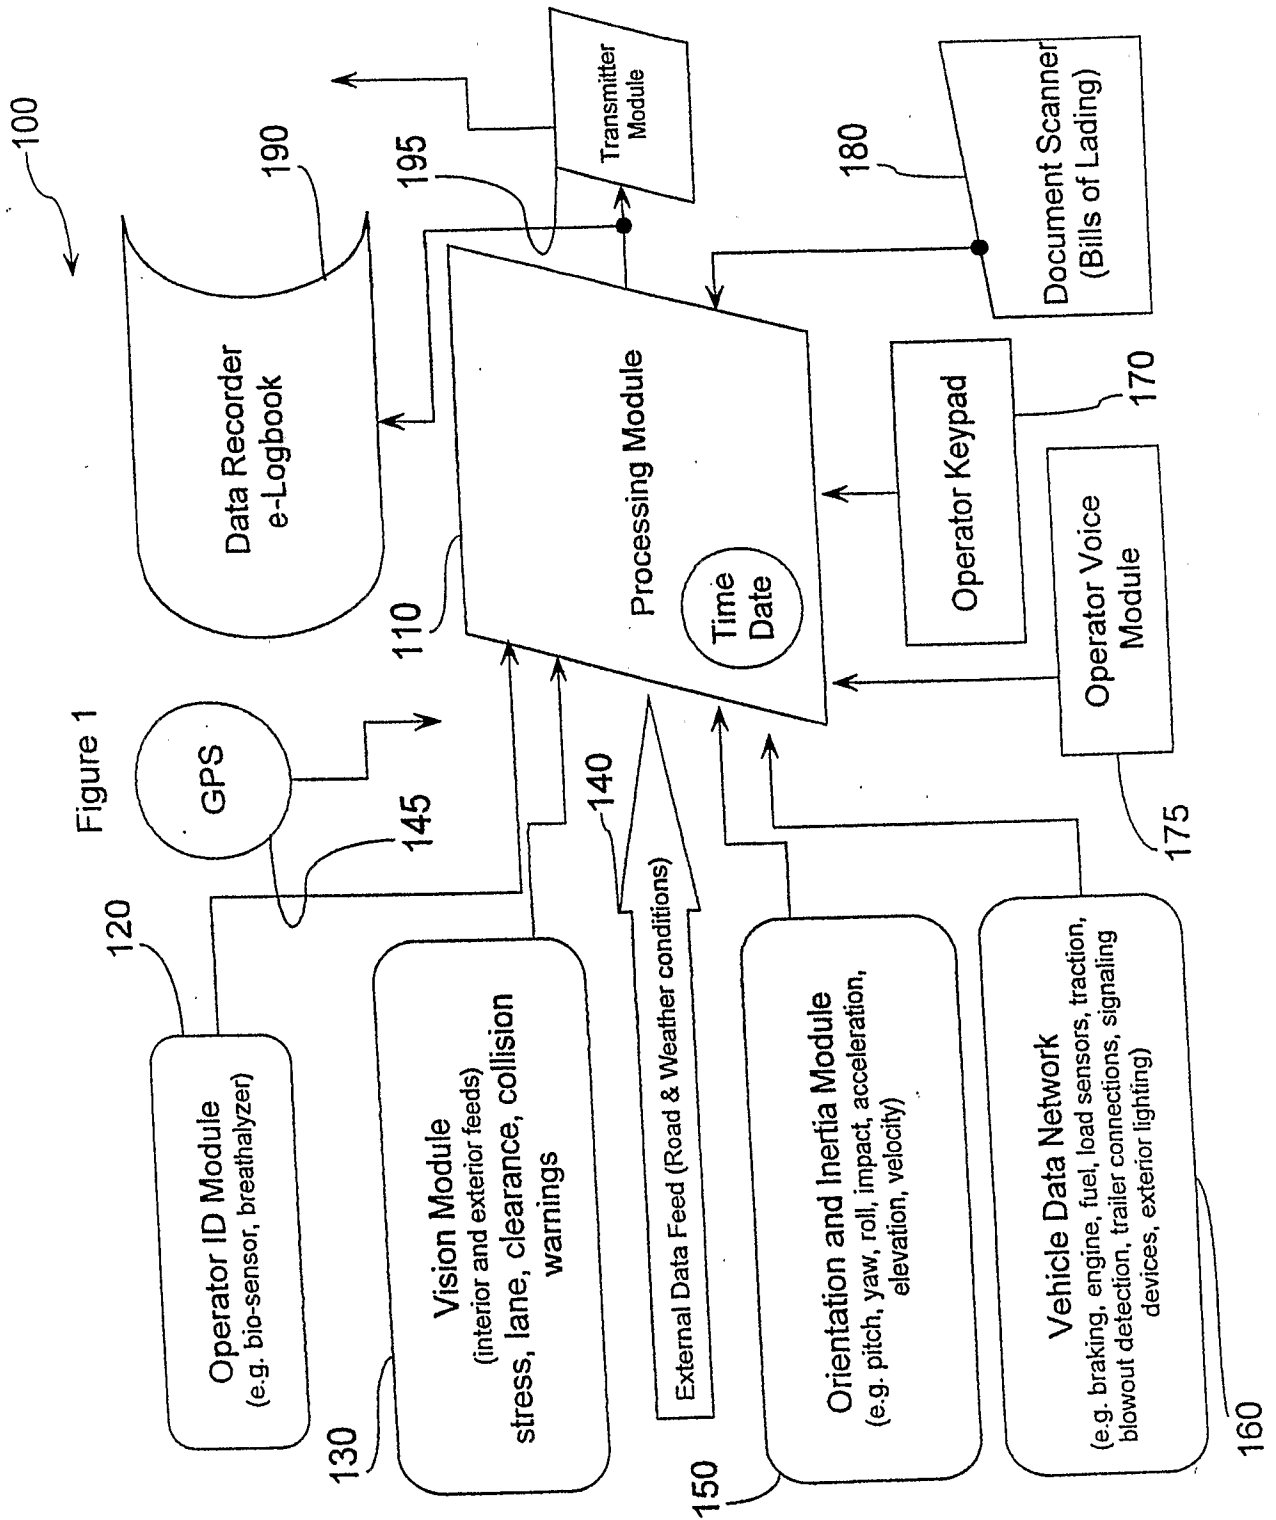 Figure 1
100
120
Operator ID Module
(e.g. bio-sensor, breathalyzer)
GPS
145
Data Recorder
e-Logbook
190
130
Vision Module
(interior and exterior feeds)
stress, lane, clearance, collision
warnings
110
Processing Module
Time
Date
195
Transmitter
Module
140
External Data Feed (Road & Weather conditions)
150
Orientation and Inertia Module
(e.g. pitch, yaw, roll, impact, acceleration,
elevation, velocity)
Operator Keypad
170
180
Document Scanner
(Bills of Lading)
Vehicle Data Network
(e.g. braking, engine, fuel, load sensors, traction,
blowout detection, trailer connections, signaling
devices, exterior lighting)
160
Operator Voice
Module
175